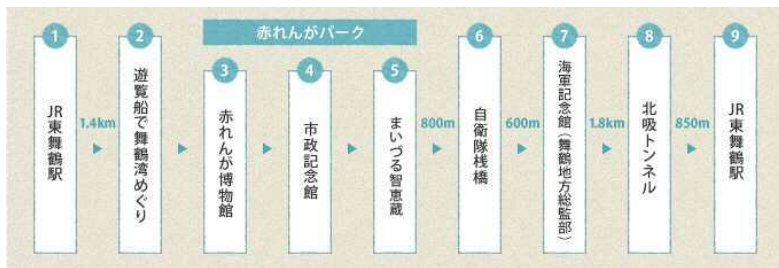 1
JR東舞鶴駅
1.4km
2
遊覧船で舞鶴湾めぐり
赤れんがパーク
3
赤れんが博物館
4
市政記念館
5
まいづる智恵蔵
800m
6
自衛隊桟橋
600m
7
海軍記念館(舞鶴地方総監部)
1.8km
8
北吸トンネル
850m
9
JR東舞鶴駅